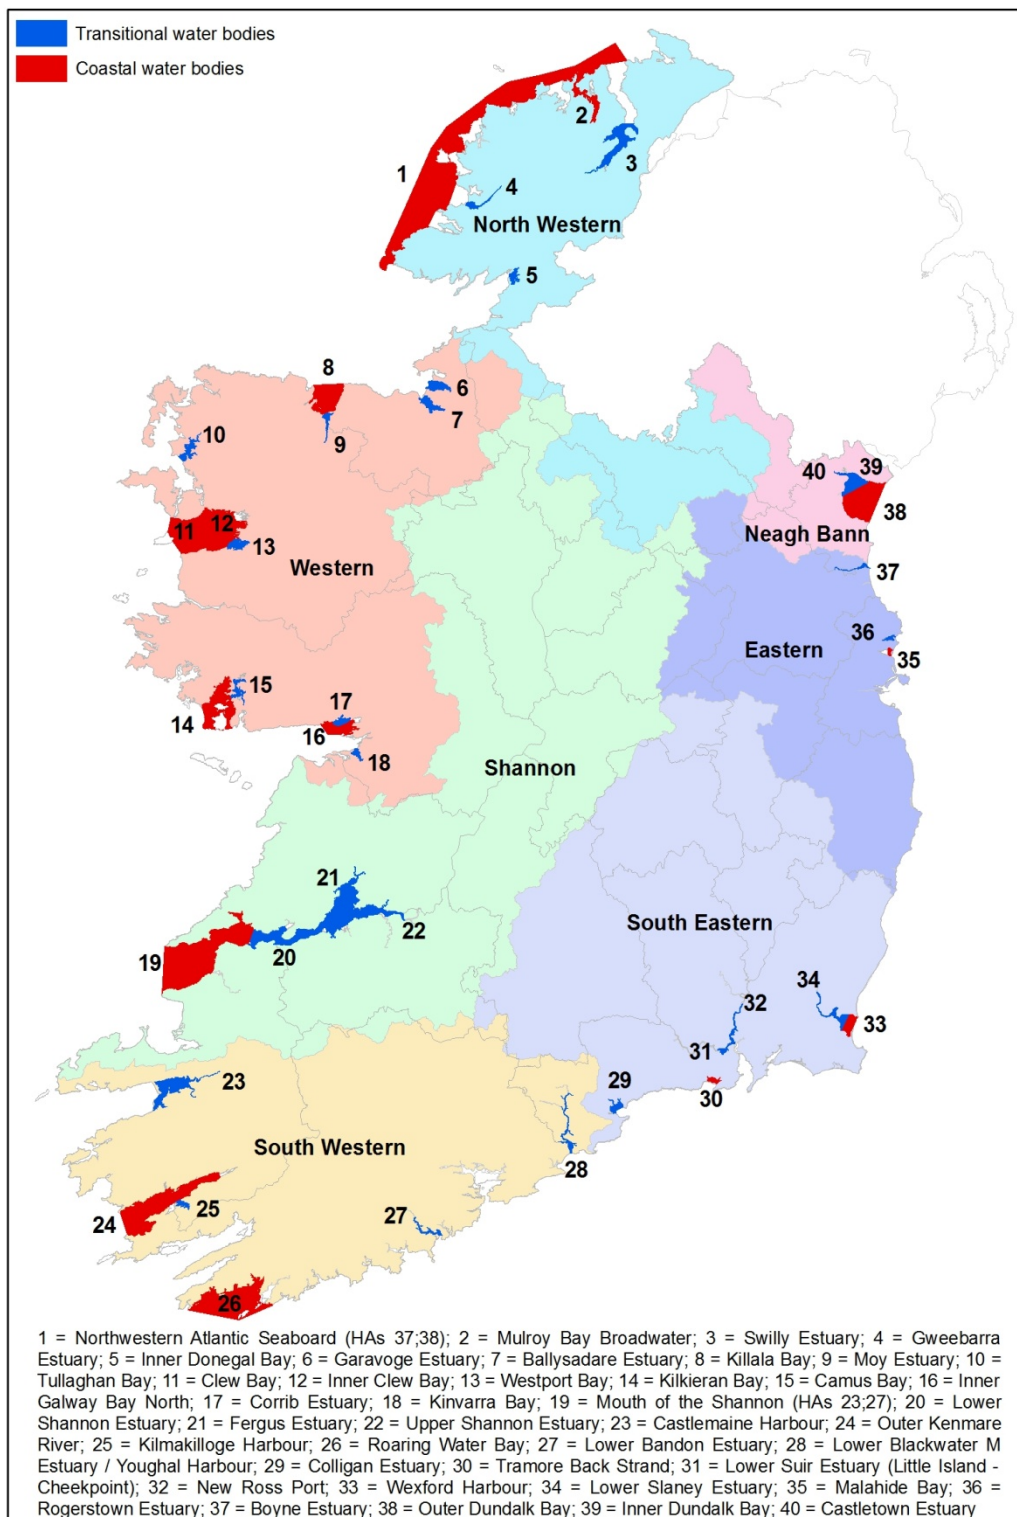 Transitional water bodies
Coastal water bodies
2
3
1
4
North Western
5
8
6
7
9
10
40
39
38
Neagh Bann
11
12
13
Western
37
36
Eastern
35
15
14
17
16
18
Shannon
21
22
20
19
South Eastern
34
33
32
31
30
29
23
South Western
28
25
24
27
26
1 = Northwestern Atlantic Seaboard (HAs 37;38); 2 = Mulroy Bay Broadwater; 3 = Swilly Estuary; 4 = Gweebarra
Estuary; 5 = Inner Donegal Bay; 6 = Garavoge Estuary; 7 = Ballysadare Estuary; 8 = Killala Bay; 9 = Moy Estuary; 10 =
Tullaghan Bay; 11 = Clew Bay; 12 = Inner Clew Bay; 13 = Westport Bay; 14 = Kilkieran Bay; 15 = Camus Bay; 16 = Inner
Galway Bay North; 17 = Corrib Estuary; 18 = Kinvarra Bay; 19 = Mouth of the Shannon (HAs 23;27); 20 = Lower
Shannon Estuary; 21 = Fergus Estuary; 22 = Upper Shannon Estuary; 23 = Castlemaine Harbour; 24 = Outer Kenmare
River; 25 = Kilmakilloge Harbour; 26 = Roaring Water Bay; 27 = Lower Bandon Estuary; 28 = Lower Blackwater M
Estuary / Youghal Harbour; 29 = Colligan Estuary; 30 = Tramore Back Strand; 31 = Lower Suir Estuary (Little Island -
Cheekpoint); 32 = New Ross Port; 33 = Wexford Harbour; 34 = Lower Slaney Estuary; 35 = Malahide Bay; 36 =
Rogerstown Estuary; 37 = Boyne Estuary; 38 = Outer Dundalk Bay; 39 = Inner Dundalk Bay; 40 = Castletown Estuary